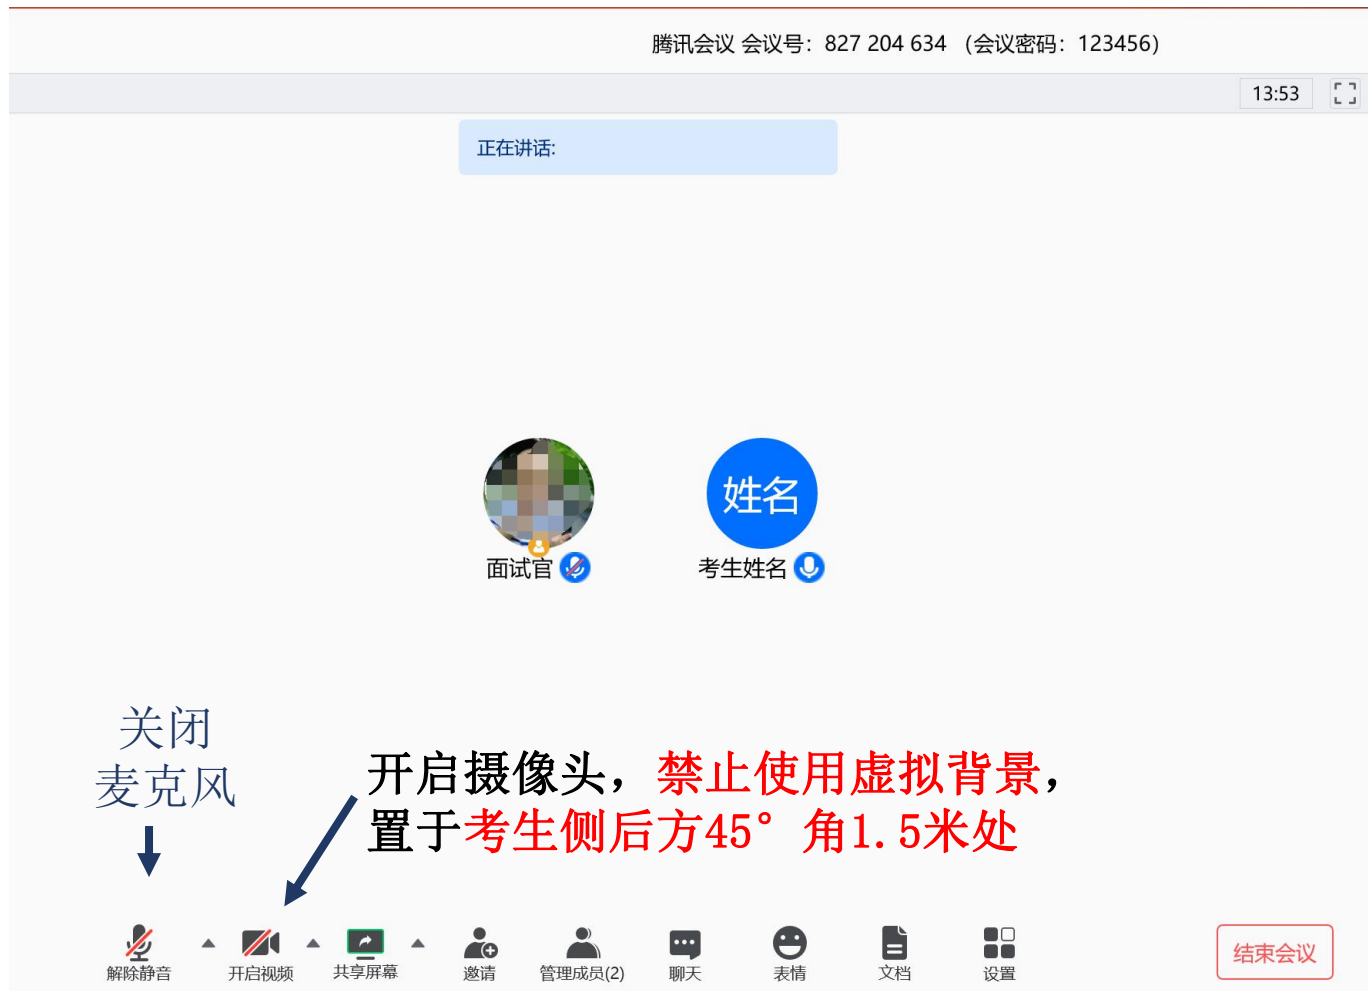 腾讯会议 会议号：827 204 634 （会议密码：123456）
13:53
正在讲话:
姓名
面试官
考生姓名
关闭
麦克风
开启摄像头，禁止使用虚拟背景，
置于考生侧后方45°角1.5米处
解除静音
开启视频
共享屏幕
邀请
管理成员(2)
聊天
表情
文档
设置
结束会议